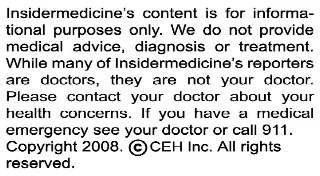 Insidermedicine's content is for informa-
tional purposes only. We do not provide
medical advice, diagnosis or treatment.
While many of Insidermedicine's reporters
are doctors, they are not your doctor.
Please contact your doctor about your
health concerns. If you have a medical
emergency see your doctor or call 911.
Copyright 2008. ©CEH Inc. All rights
reserved.